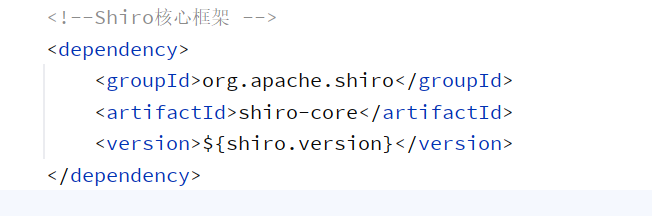 <!--Shiro核心框架 -->
<dependency>
    <groupId>org.apache.shiro</groupId>
    <artifactId>shiro-core</artifactId>
    <version>${shiro.version}</version>
</dependency>